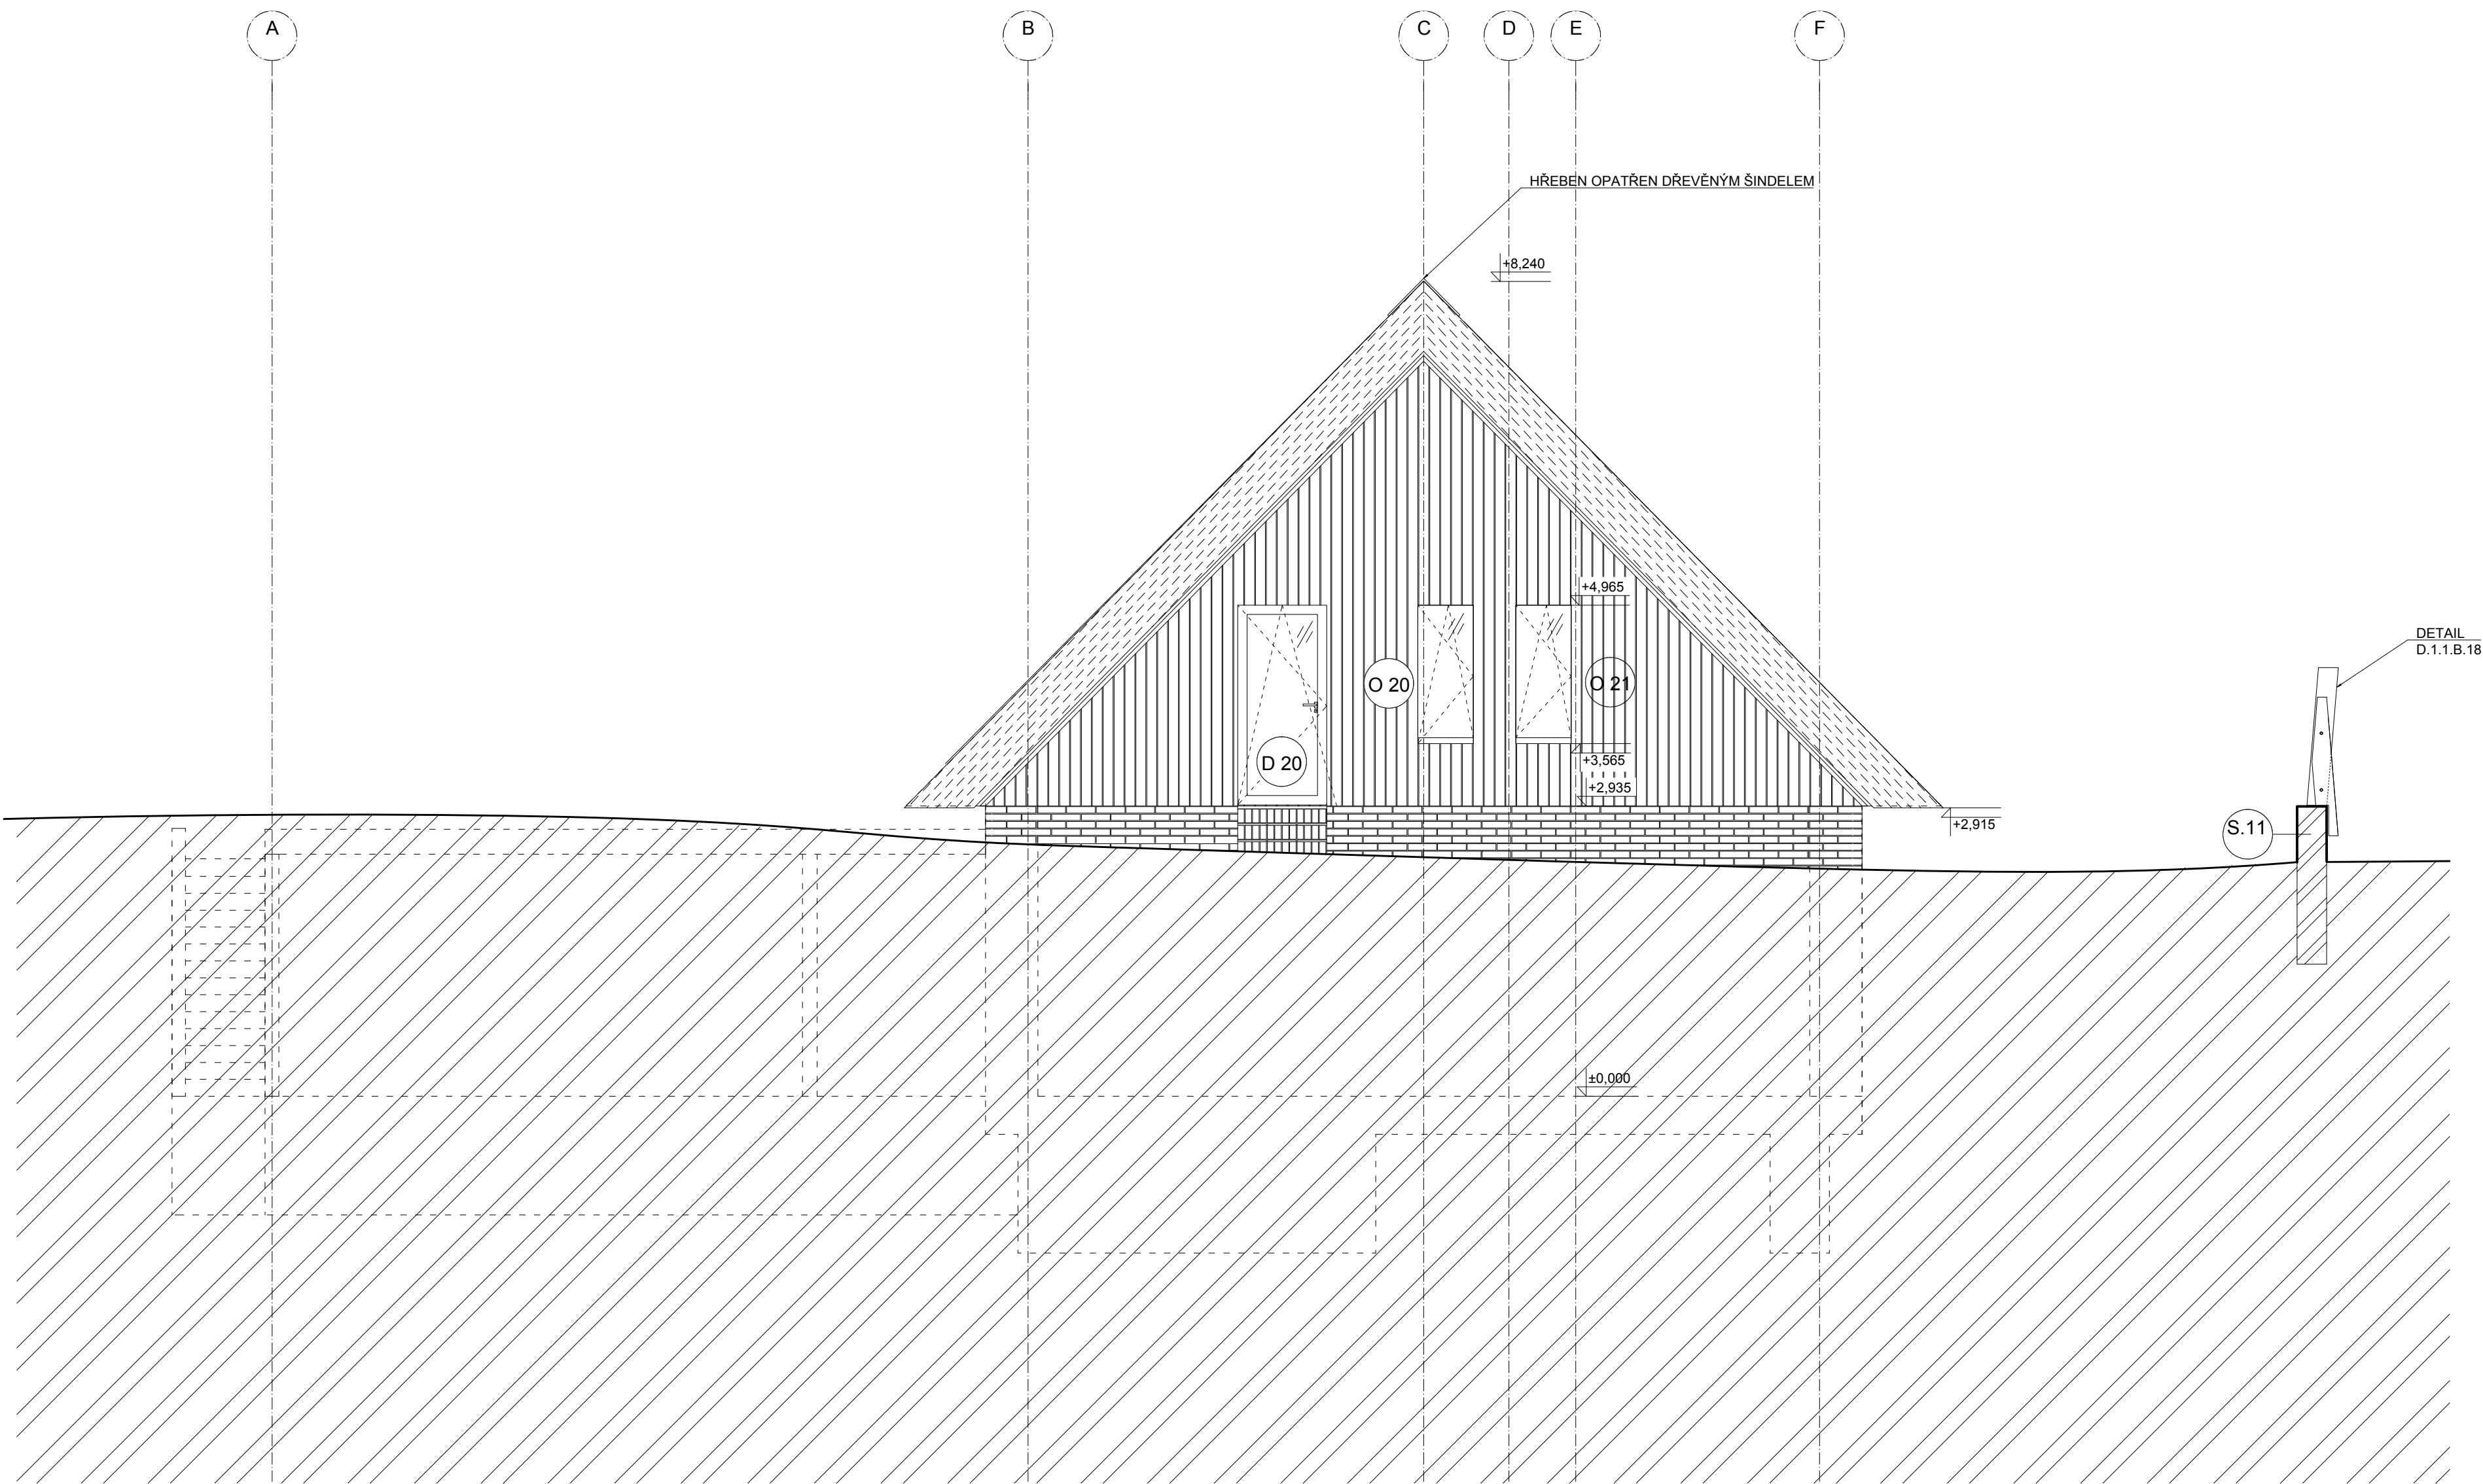 A
B
C
D
E
F
HŘEBEN OPATŘEN DŘEVĚNÝM ŠINDELEM
+8,240
+4,965
DETAIL
D.1.1.B.18
O 20
O 21
D 20
+3,565
+2,935
+2,915
S.11
±0,000